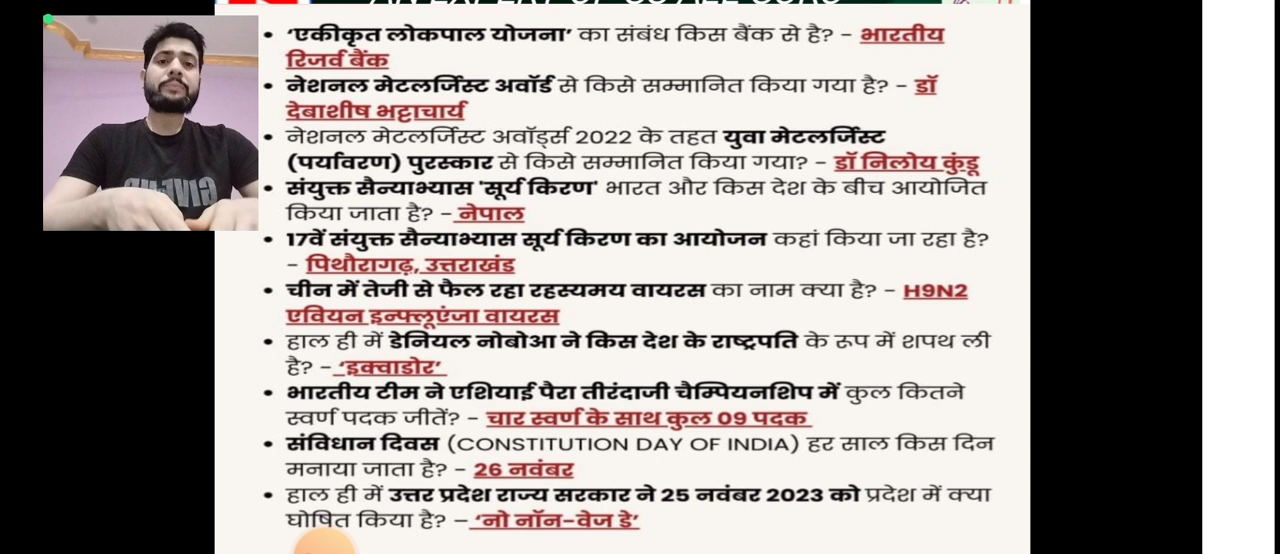 • 'एकीकृत लोकपाल योजना' का संबंध किस बैंक से है? - भारतीय
रिजर्व बैंक
• नेशनल मेटलर्जिस्ट अवॉर्ड से किसे सम्मानित किया गया है? - डॉ
देबाशीष भट्टाचार्य
• नेशनल मेटलर्जिस्ट अवॉर्ड्स 2022 के तहत युवा मेटलर्जिस्ट
(पर्यावरण) पुरस्कार से किसे सम्मानित किया गया? - डॉ निलोय कुंडू
• संयुक्त सैन्याभ्यास 'सूर्य किरण' भारत और किस देश के बीच आयोजित
किया जाता है? - नेपाल
• 17वें संयुक्त सैन्याभ्यास सूर्य किरण का आयोजन कहां किया जा रहा है?
- पिथौरागढ़, उत्तराखंड
• चीन में तेजी से फैल रहा रहस्यमय वायरस का नाम क्या है? - H9N2
एवियन इन्फ्लूएंजा वायरस
• हाल ही में डेनियल नोबोआ ने किस देश के राष्ट्रपति के रूप में शपथ ली
है? - 'इक्वाडोर'
• भारतीय टीम ने एशियाई पैरा तीरंदाजी चैम्पियनशिप में कुल कितने
स्वर्ण पदक जीतें? - चार स्वर्ण के साथ कुल 09 पदक
• संविधान दिवस (CONSTITUTION DAY OF INDIA) हर साल किस दिन
मनाया जाता है? - 26 नवंबर
• हाल ही में उत्तर प्रदेश राज्य सरकार ने 25 नवंबर 2023 को प्रदेश में क्या
घोषित किया है? – 'नो नॉन-वेज डे'